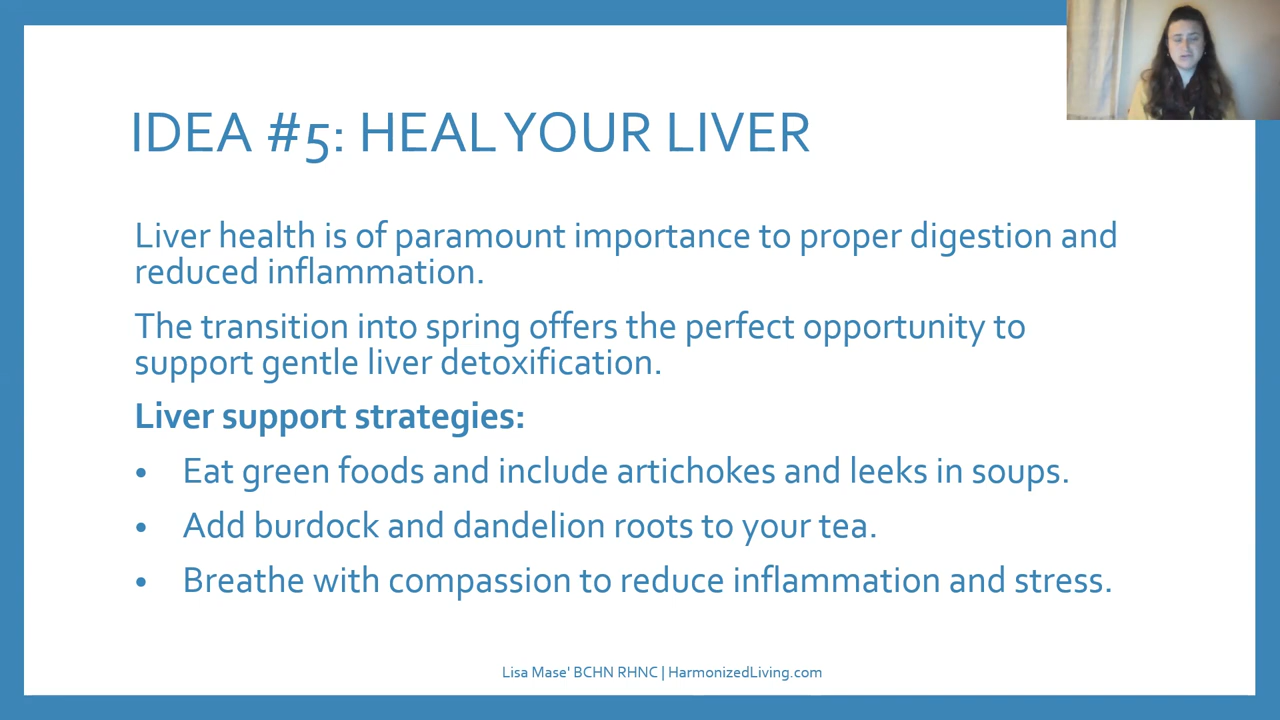 IDEA #5: HEAL YOUR LIVER
Liver health is of paramount importance to proper digestion and
reduced inflammation.
The transition into spring offers the perfect opportunity to
support gentle liver detoxification.
Liver support strategies:
• Eat green foods and include artichokes and leeks in soups.
• Add burdock and dandelion roots to your tea.
• Breathe with compassion to reduce inflammation and stress.
Lisa Mase' BCHN RHNC | HarmonizedLiving.com